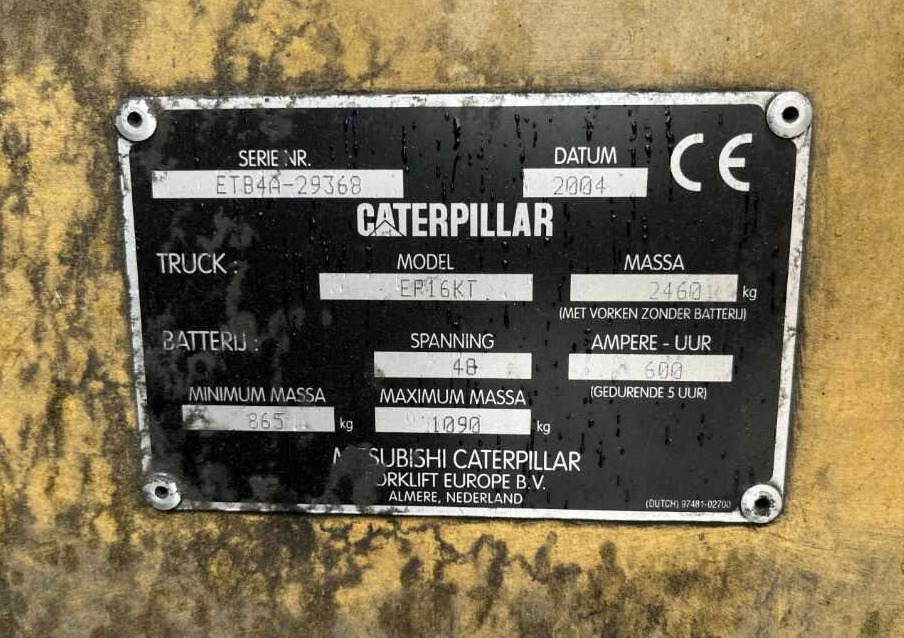 SERIE NR. DATUM
ETB4A-29368 2004 CE
CATERPILLAR
TRUCK : MODEL MASSA
EP16KT 2460 kg
(MET VORKEN ZONDER BATTERIJ)
BATTERIJ : SPANNING AMPERE - UUR
48 600
(GEDURENDE 5 UUR)
MINIMUM MASSA MAXIMUM MASSA
865 kg 1090 kg
MITSUBISHI CATERPILLAR
FORKLIFT EUROPE B.V.
ALMERE, NEDERLAND
(DUTCH) 97481-02700